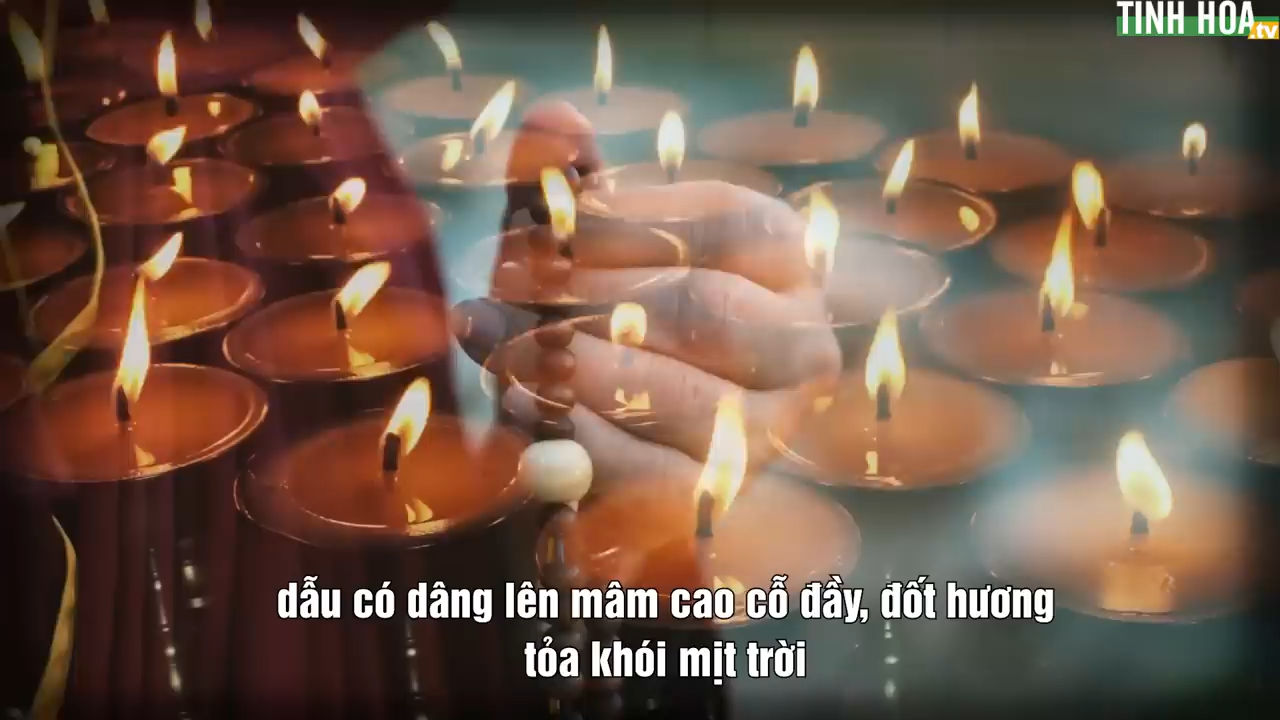 TINH HOA
.tv
dẫu có dâng lên mâm cao cỗ đầy, đốt hương
tỏa khói mịt trời